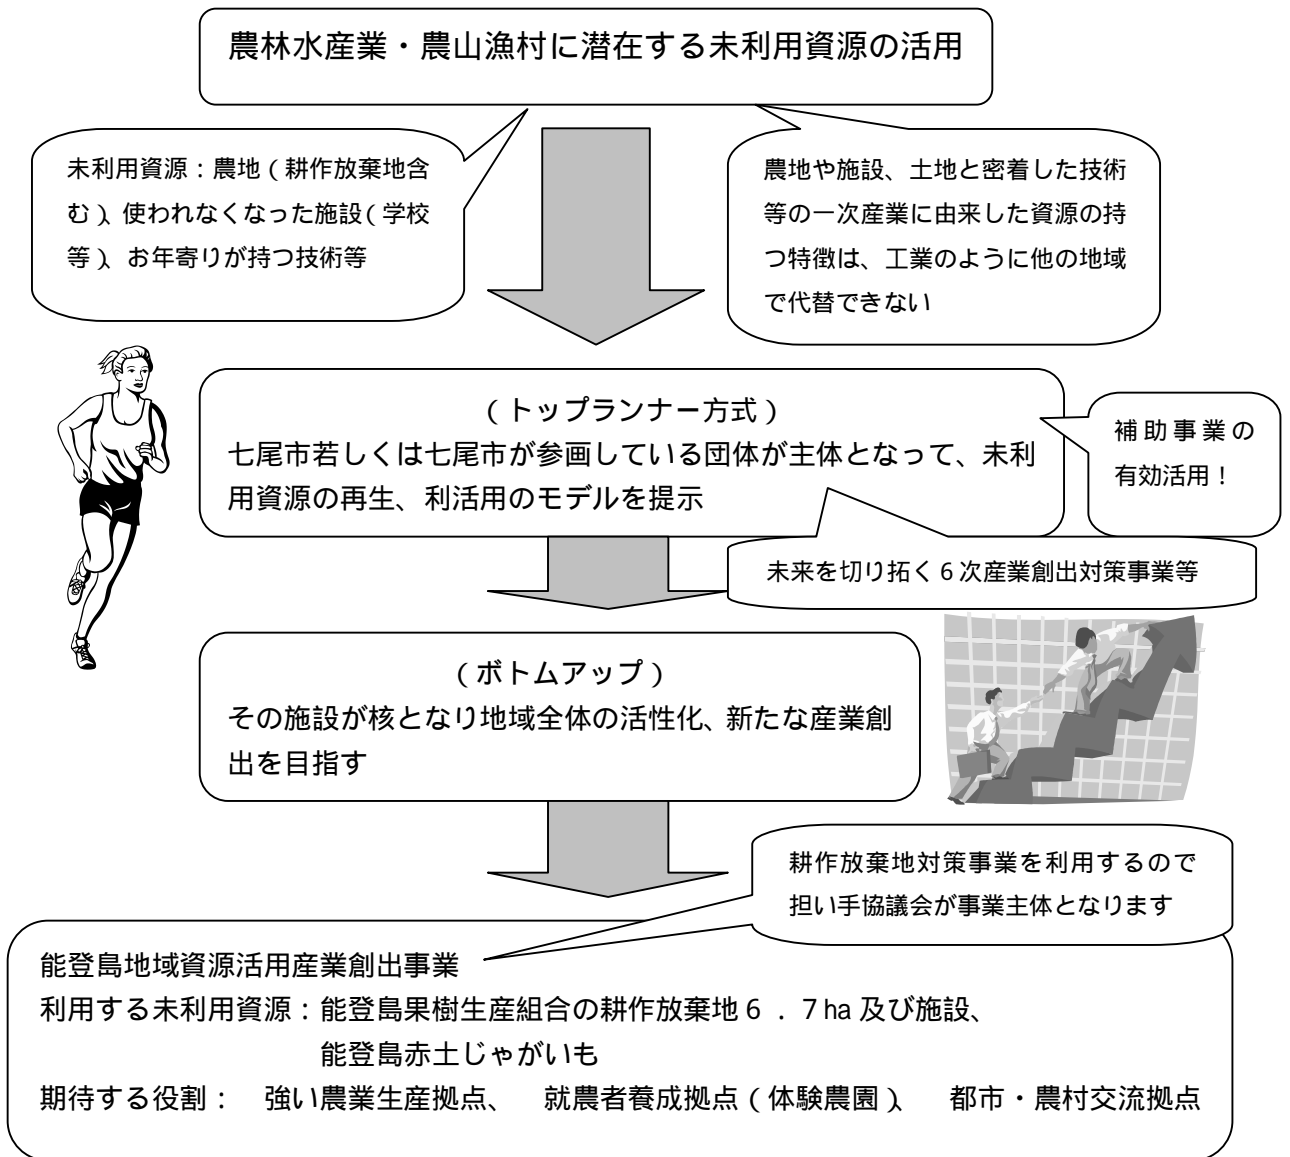 農林水産業・農山漁村に潜在する未利用資源の活用
未利用資源：農地（耕作放棄地含
む）、使われなくなった施設（学校
等）、お年寄りが持つ技術等
農地や施設、土地と密着した技術
等の一次産業に由来した資源の持
つ特徴は、工業のように他の地域
で代替できない
（トップランナー方式）
七尾市若しくは七尾市が参画している団体が主体となって、未利
用資源の再生、利活用のモデルを提示
補助事業の
有効活用！
未来を切り拓く６次産業創出対策事業等
（ボトムアップ）
その施設が核となり地域全体の活性化、新たな産業創
出を目指す
耕作放棄地対策事業を利用するので
担い手協議会が事業主体となります
能登島地域資源活用産業創出事業
利用する未利用資源：能登島果樹生産組合の耕作放棄地６．７ha 及び施設、
能登島赤土じゃがいも
期待する役割：　強い農業生産拠点、　就農者養成拠点（体験農園）、　都市・農村交流拠点